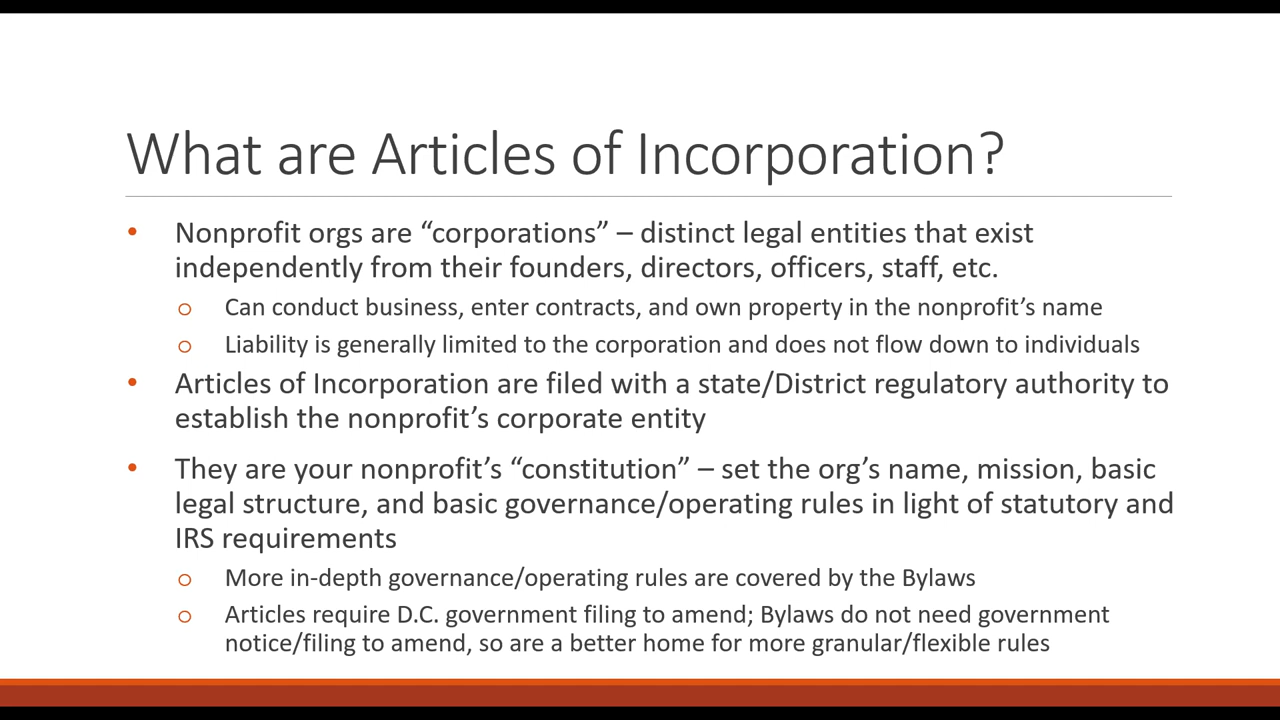 What are Articles of Incorporation?
• Nonprofit orgs are “corporations” – distinct legal entities that exist
independently from their founders, directors, officers, staff, etc.
o Can conduct business, enter contracts, and own property in the nonprofit’s name
o Liability is generally limited to the corporation and does not flow down to individuals
• Articles of Incorporation are filed with a state/District regulatory authority to
establish the nonprofit’s corporate entity
• They are your nonprofit’s “constitution” – set the org’s name, mission, basic
legal structure, and basic governance/operating rules in light of statutory and
IRS requirements
o More in-depth governance/operating rules are covered by the Bylaws
o Articles require D.C. government filing to amend; Bylaws do not need government
notice/filing to amend, so are a better home for more granular/flexible rules